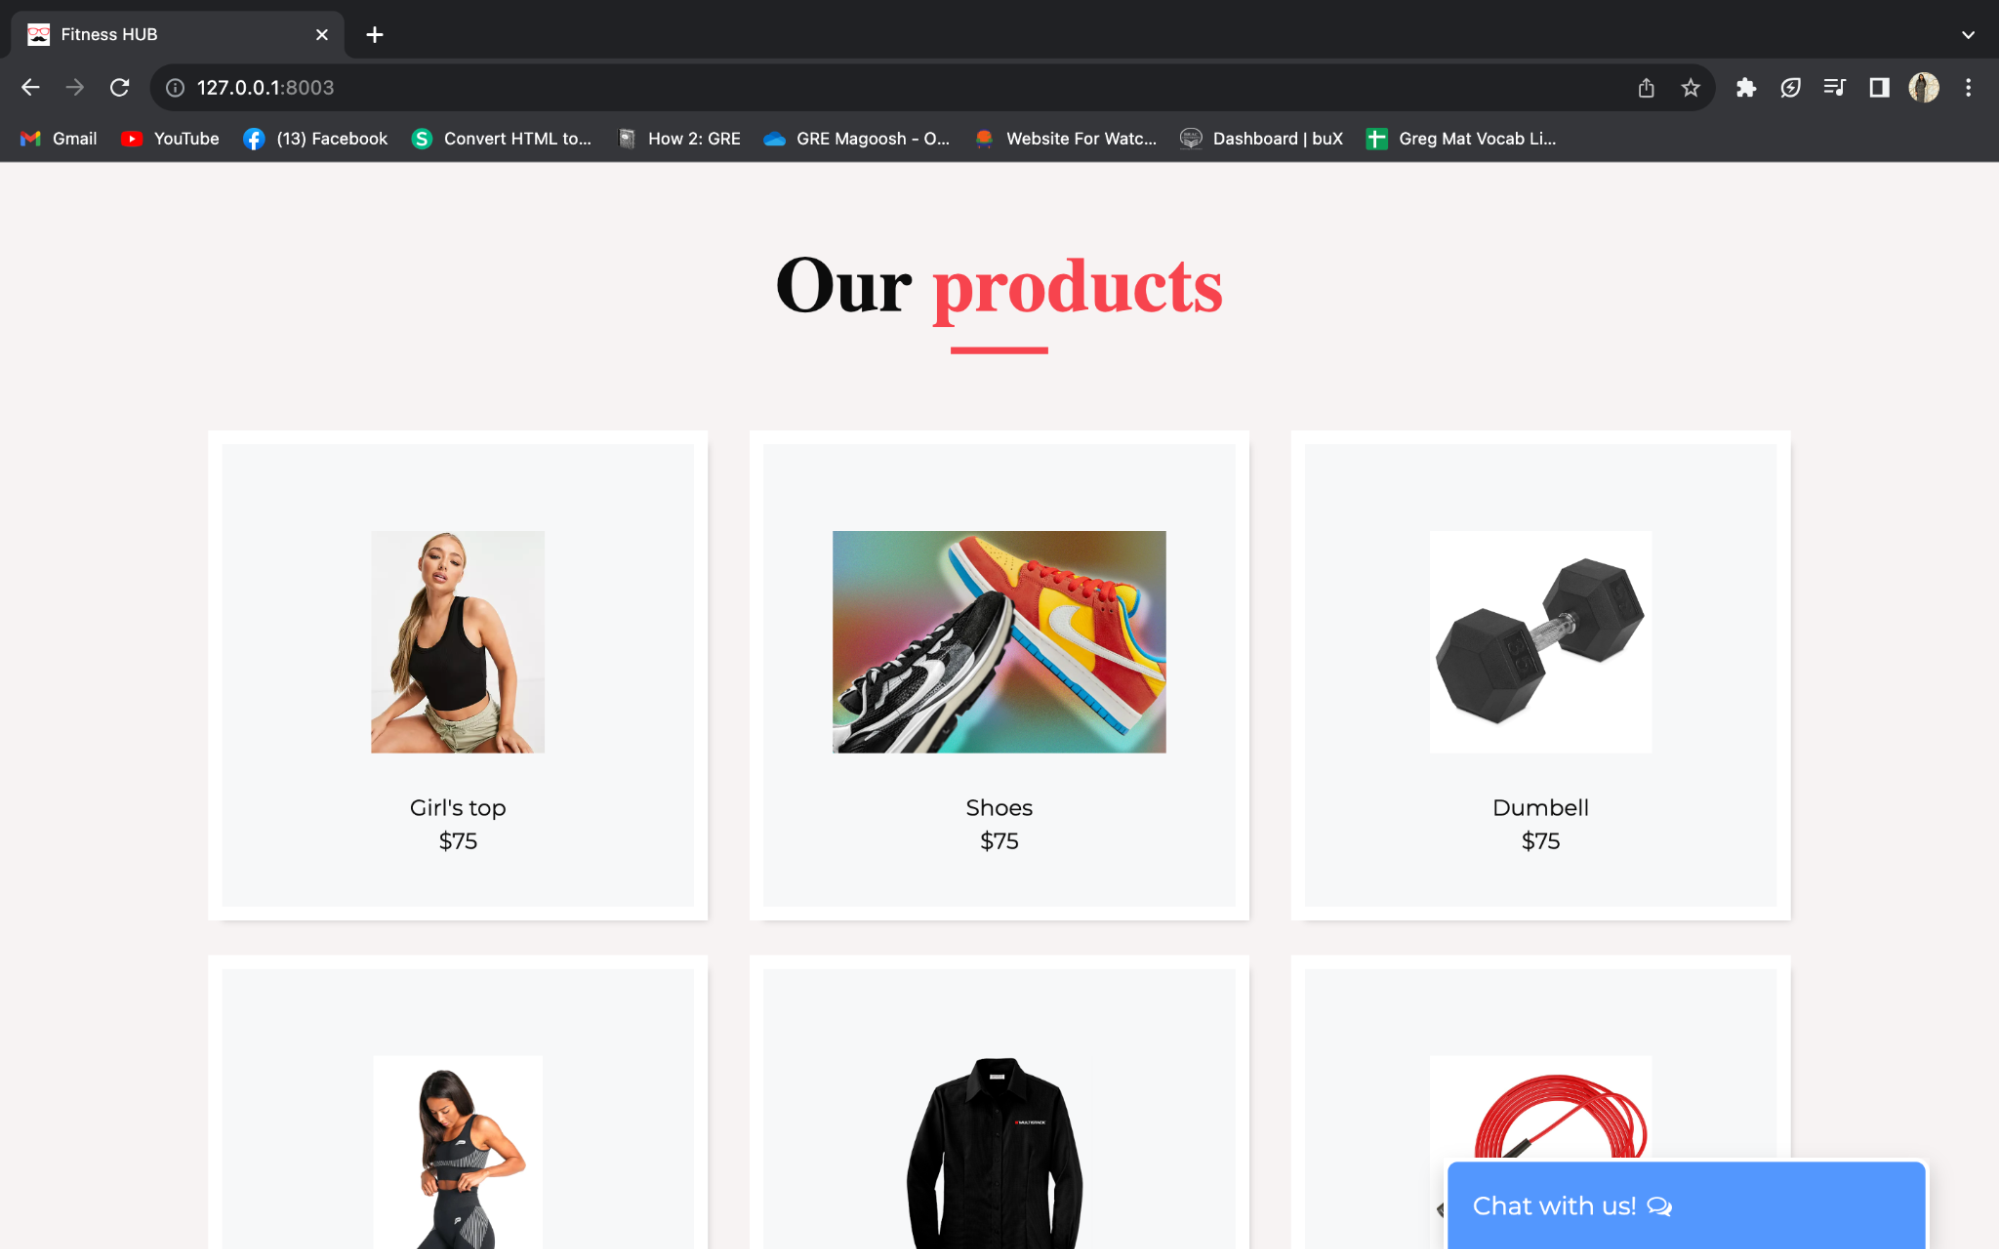 Fitness HUB
127.0.0.1:8003
Gmail
YouTube
(13) Facebook
Convert HTML to...
How 2: GRE
GRE Magoosh - O...
Website For Watc...
Dashboard | buX
Greg Mat Vocab Li...
Our products
35
Girl's top
$75
Shoes
$75
Dumbell
$75
Chat with us!